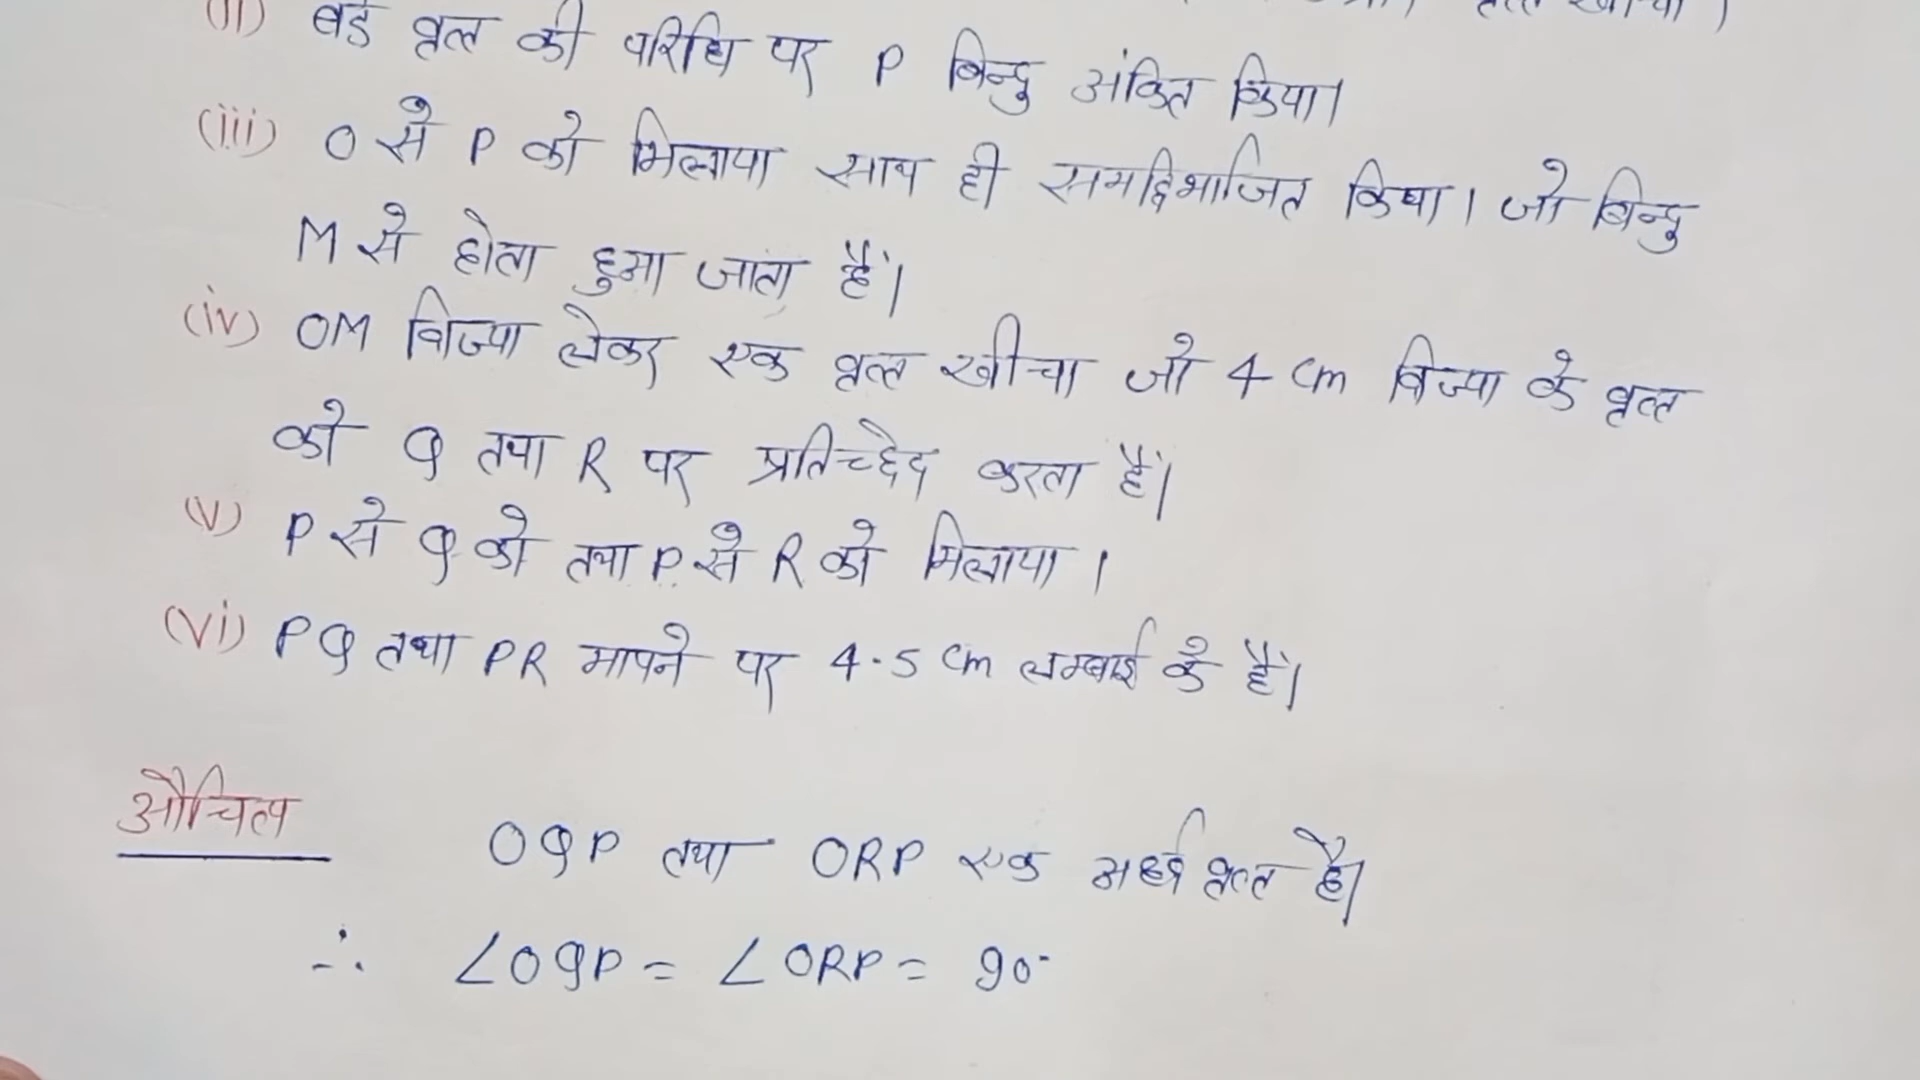 वृत्त खींचा।
(ii) बड़े वृत्त की परिधि पर P बिन्दु अंकित किया।
(iii) O से P को मिलाया साथ ही समद्विभाजित किया। जो बिन्दु
M से होता हुआ जाता है।
(iv) OM त्रिज्या लेकर एक वृत्त खींचा जो 4 cm त्रिज्या के वृत्त
को Q तथा R पर प्रतिच्छेद करता है।
(v) P से Q को तथा P से R को मिलाया।
(vi) PQ तथा PR मापने पर 4.5 cm लम्बाई के हैं।
औचित्य
OQP तथा ORP एक अर्द्ध वृत्त है।
∴ ∠OQP = ∠ORP = 90°